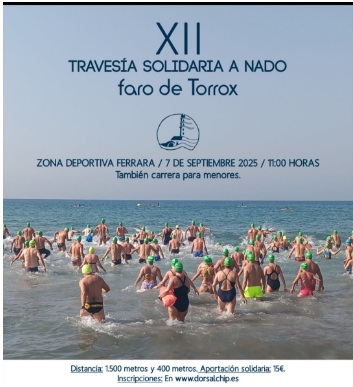 XII
TRAVESÍA SOLIDARIA A NADO
faro de Torrox
ZONA DEPORTIVA FERRARA / 7 DE SEPTIEMBRE 2025 / 11:00 HORAS
También carrera para menores.
Distancia: 1.500 metros y 400 metros. Aportación solidaria: 15€.
Inscripciones: En www.dorsalchip.es